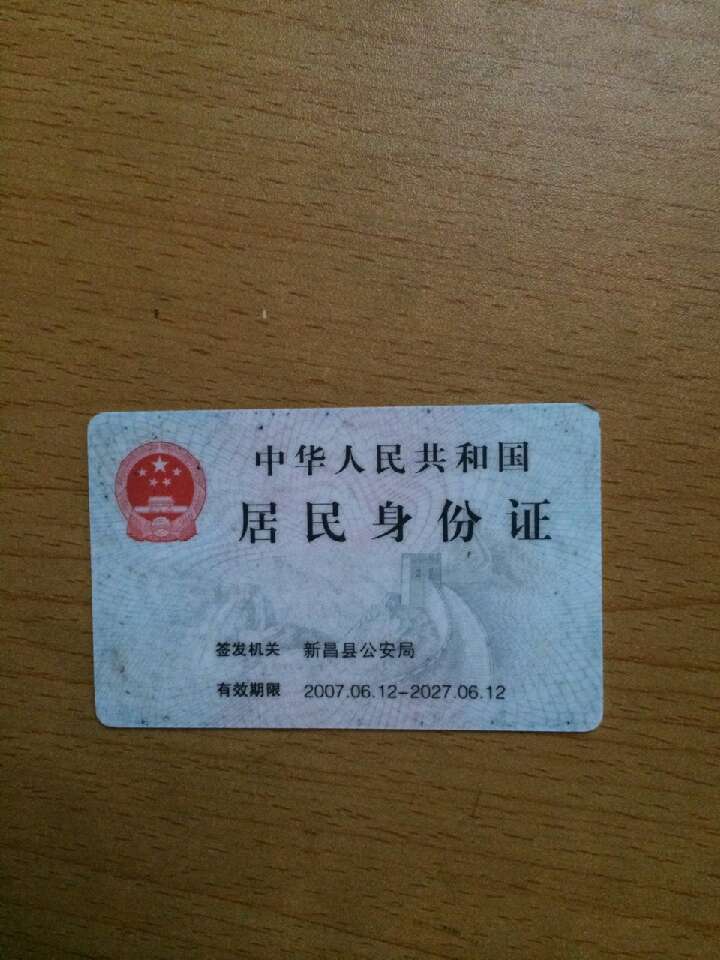 中华人民共和国
居民身份证
签发机关 新昌县公安局
有效期限 2007.06.12-2027.06.12